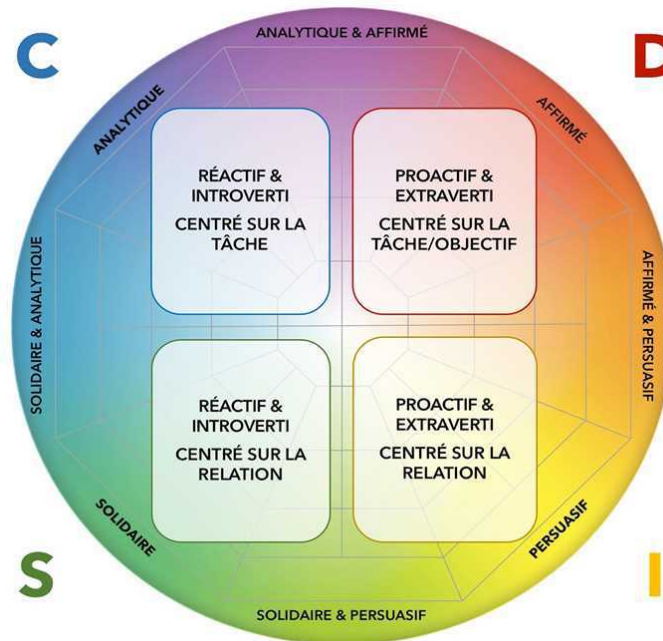 C
D
ANALYTIQUE & AFFIRMÉ
ANALYTIQUE
AFFIRMÉ
RÉACTIF &
INTROVERTI
CENTRÉ SUR LA
TÂCHE
PROACTIF &
EXTRAVERTI
CENTRÉ SUR LA
TÂCHE/OBJECTIF
SOLIDAIRE & ANALYTIQUE
AFFIRMÉ & PERSUASIF
RÉACTIF &
INTROVERTI
CENTRÉ SUR LA
RELATION
PROACTIF &
EXTRAVERTI
CENTRÉ SUR LA
RELATION
SOLIDAIRE
PERSUASIF
S
I
SOLIDAIRE & PERSUASIF